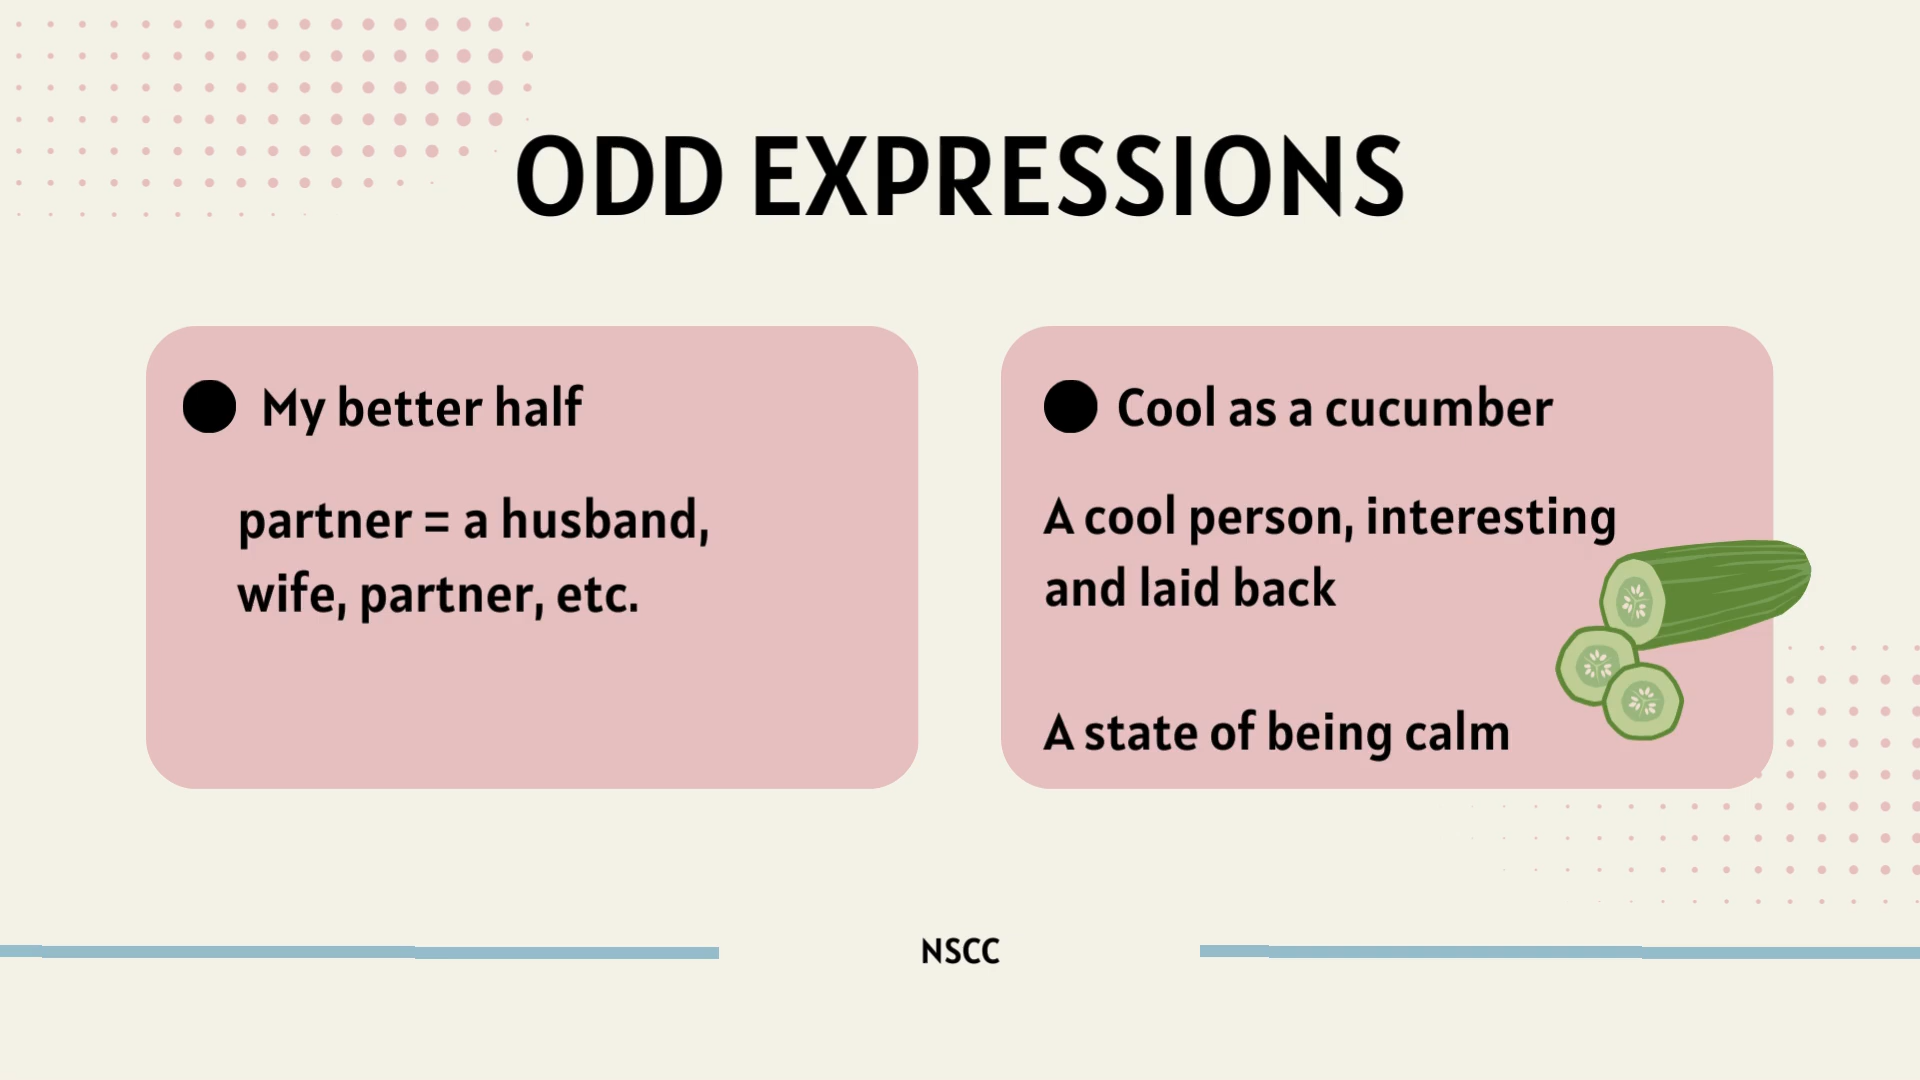 ODD EXPRESSIONS
My better half
partner = a husband,
wife, partner, etc.
Cool as a cucumber
A cool person, interesting
and laid back
A state of being calm
NSCC